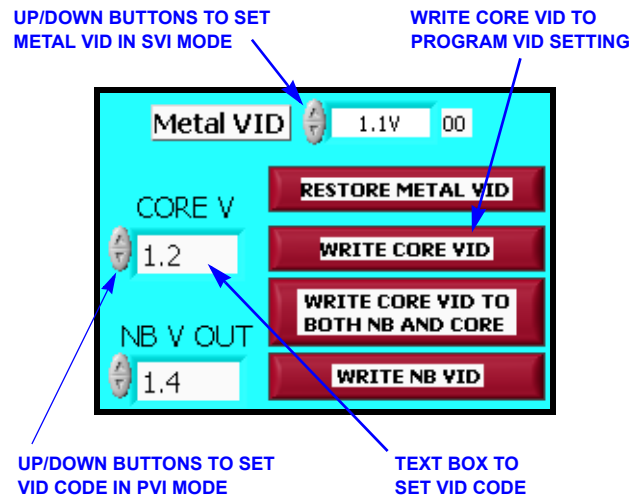 UP/DOWN BUTTONS TO SET
METAL VID IN SVI MODE
WRITE CORE VID TO
PROGRAM VID SETTING
Metal VID
1.1V
00
RESTORE METAL VID
CORE V
1.2
WRITE CORE VID
WRITE CORE VID TO
BOTH NB AND CORE
NB V OUT
1.4
WRITE NB VID
UP/DOWN BUTTONS TO SET
VID CODE IN PVI MODE
TEXT BOX TO
SET VID CODE